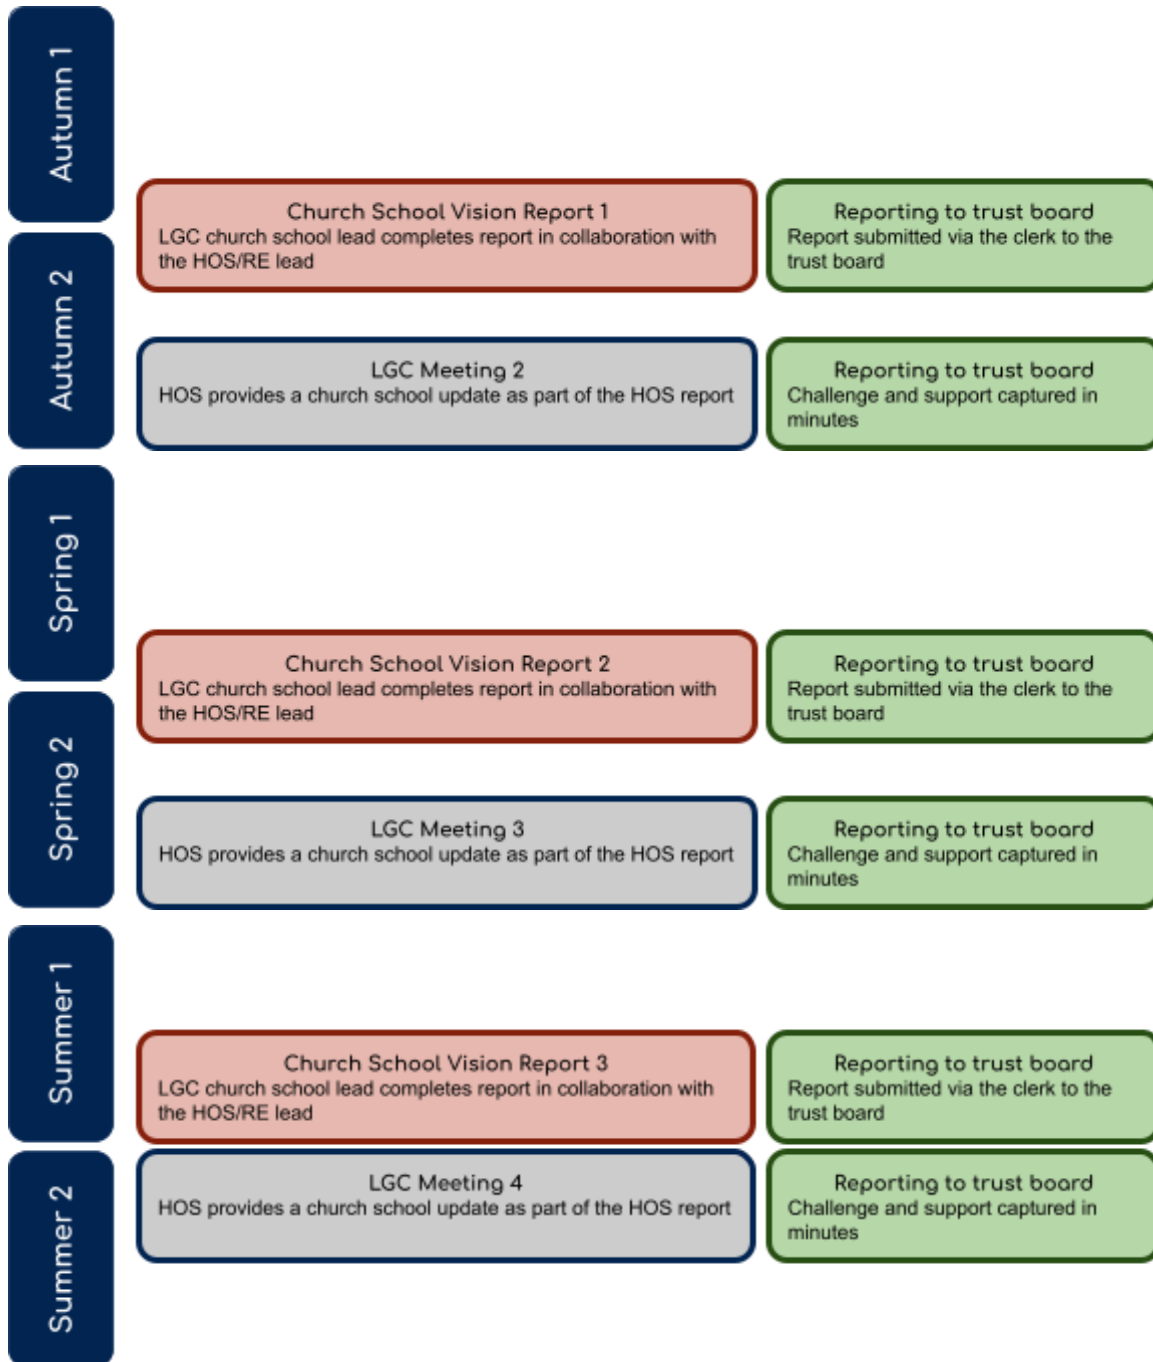 Autumn 1
Church School Vision Report 1
LGC church school lead completes report in collaboration with
the HOS/RE lead
Reporting to trust board
Report submitted via the clerk to the
trust board
Autumn 2
LGC Meeting 2
HOS provides a church school update as part of the HOS report
Reporting to trust board
Challenge and support captured in
minutes
Spring 1
Church School Vision Report 2
LGC church school lead completes report in collaboration with
the HOS/RE lead
Reporting to trust board
Report submitted via the clerk to the
trust board
Spring 2
LGC Meeting 3
HOS provides a church school update as part of the HOS report
Reporting to trust board
Challenge and support captured in
minutes
Summer 1
Church School Vision Report 3
LGC church school lead completes report in collaboration with
the HOS/RE lead
Reporting to trust board
Report submitted via the clerk to the
trust board
Summer 2
LGC Meeting 4
HOS provides a church school update as part of the HOS report
Reporting to trust board
Challenge and support captured in
minutes